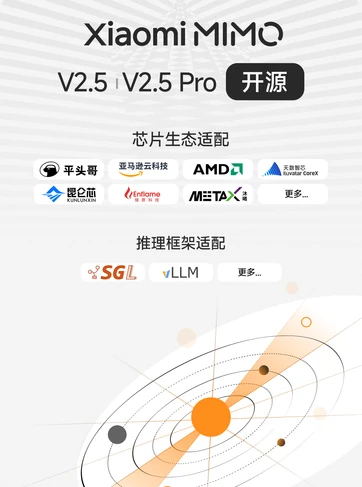 Xiaomi MIMO
V2.5 | V2.5 Pro 开源
芯片生态适配
平头哥 亚马逊云科技 AMD 天数智芯
Iluvatar CoreX
昆仑芯 Enflame METAX 沐曦 更多...
KUNLUNXIN 燧原科技
推理框架适配
SGL vLLM 更多...